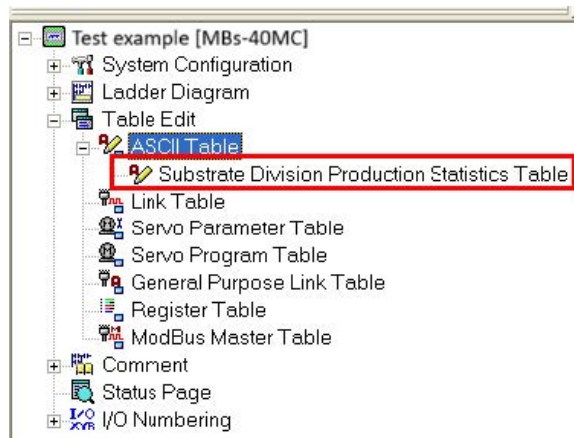 Test example [MBs-40MC]
System Configuration
Ladder Diagram
Table Edit
ASCII Table
Substrate Division Production Statistics Table
Link Table
Servo Parameter Table
Servo Program Table
General Purpose Link Table
Register Table
ModBus Master Table
Comment
Status Page
I/O Numbering